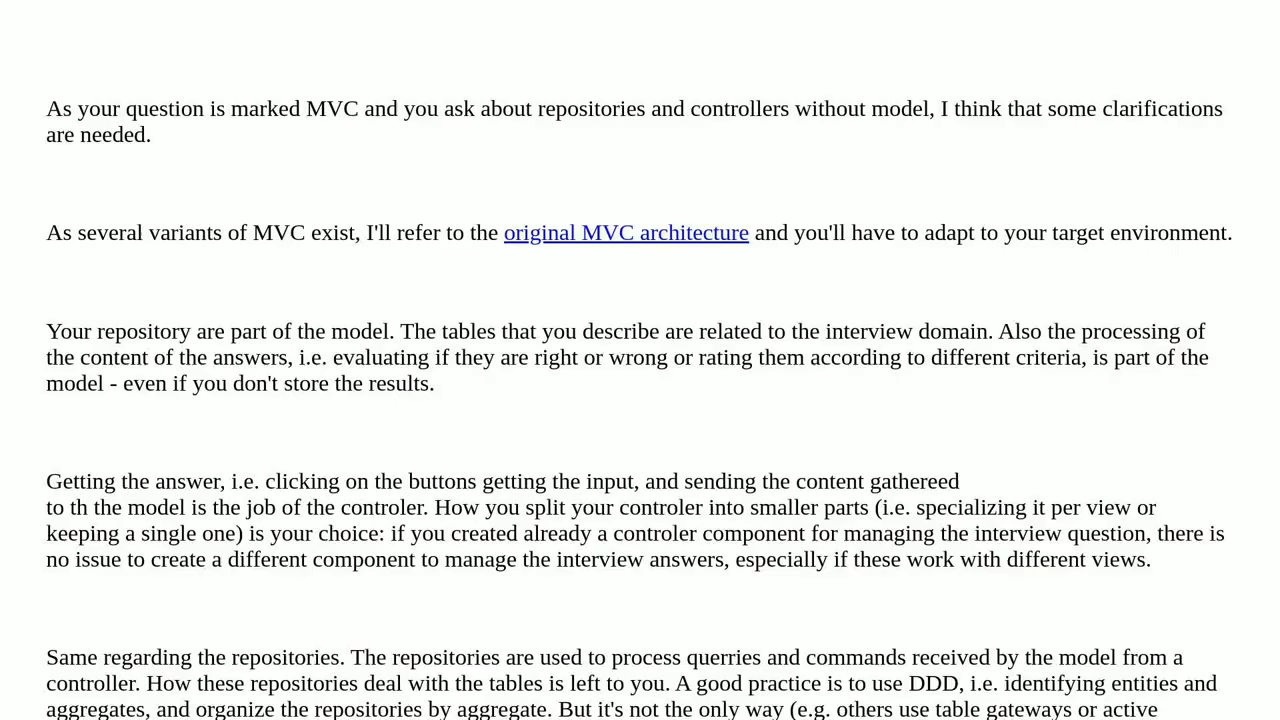 As your question is marked MVC and you ask about repositories and controllers without model, I think that some clarifications
are needed.
As several variants of MVC exist, I'll refer to the original MVC architecture and you'll have to adapt to your target environment.
Your repository are part of the model. The tables that you describe are related to the interview domain. Also the processing of
the content of the answers, i.e. evaluating if they are right or wrong or rating them according to different criteria, is part of the
model - even if you don't store the results.
Getting the answer, i.e. clicking on the buttons getting the input, and sending the content gathereed
to th the model is the job of the controler. How you split your controler into smaller parts (i.e. specializing it per view or
keeping a single one) is your choice: if you created already a controler component for managing the interview question, there is
no issue to create a different component to manage the interview answers, especially if these work with different views.
Same regarding the repositories. The repositories are used to process querries and commands received by the model from a
controller. How these repositories deal with the tables is left to you. A good practice is to use DDD, i.e. identifying entities and
aggregates, and organize the repositories by aggregate. But it's not the only way (e.g. others use table gateways or active